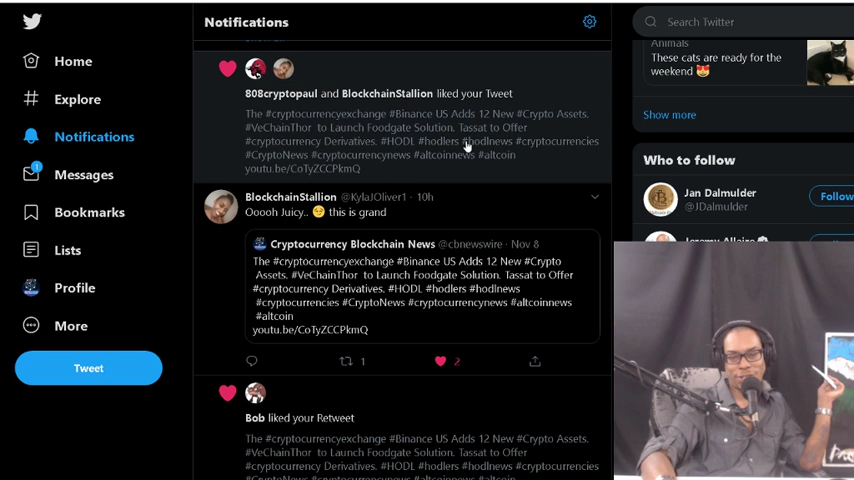 Home
Explore
Notifications
1
Messages
Bookmarks
Lists
Profile
More
Tweet
Notifications
808cryptopaul and BlockchainStallion liked your Tweet
The #cryptocurrencyexchange #Binance US Adds 12 New #Crypto Assets.
#VeChainThor to Launch Foodgate Solution. Tassat to Offer
#cryptocurrency Derivatives. #HODL #hodlers #hodlnews #cryptocurrencies
#CryptoNews #cryptocurrencynews #altcoinnews #altcoin
youtu.be/CoTyZCCPkmQ
BlockchainStallion @KylaJOliver1 · 10h
Ooooh Juicy.. 😏 this is grand
Cryptocurrency Blockchain News @cbnewswire · Nov 8
The #cryptocurrencyexchange #Binance US Adds 12 New #Crypto
Assets. #VeChainThor to Launch Foodgate Solution. Tassat to Offer
#cryptocurrency Derivatives. #HODL #hodlers #hodlnews
#cryptocurrencies #CryptoNews #cryptocurrencynews #altcoinnews
#altcoin
youtu.be/CoTyZCCPkmQ
1
2
Bob liked your Retweet
The #cryptocurrencyexchange #Binance US Adds 12 New #Crypto Assets.
#VeChainThor to Launch Foodgate Solution. Tassat to Offer
#cryptocurrency Derivatives. #HODL #hodlers #hodlnews #cryptocurrencies
Search Twitter
Animals
These cats are ready for the
weekend 😍
Show more
Who to follow
Jan Dalmulder
@JDalmulder
Follow